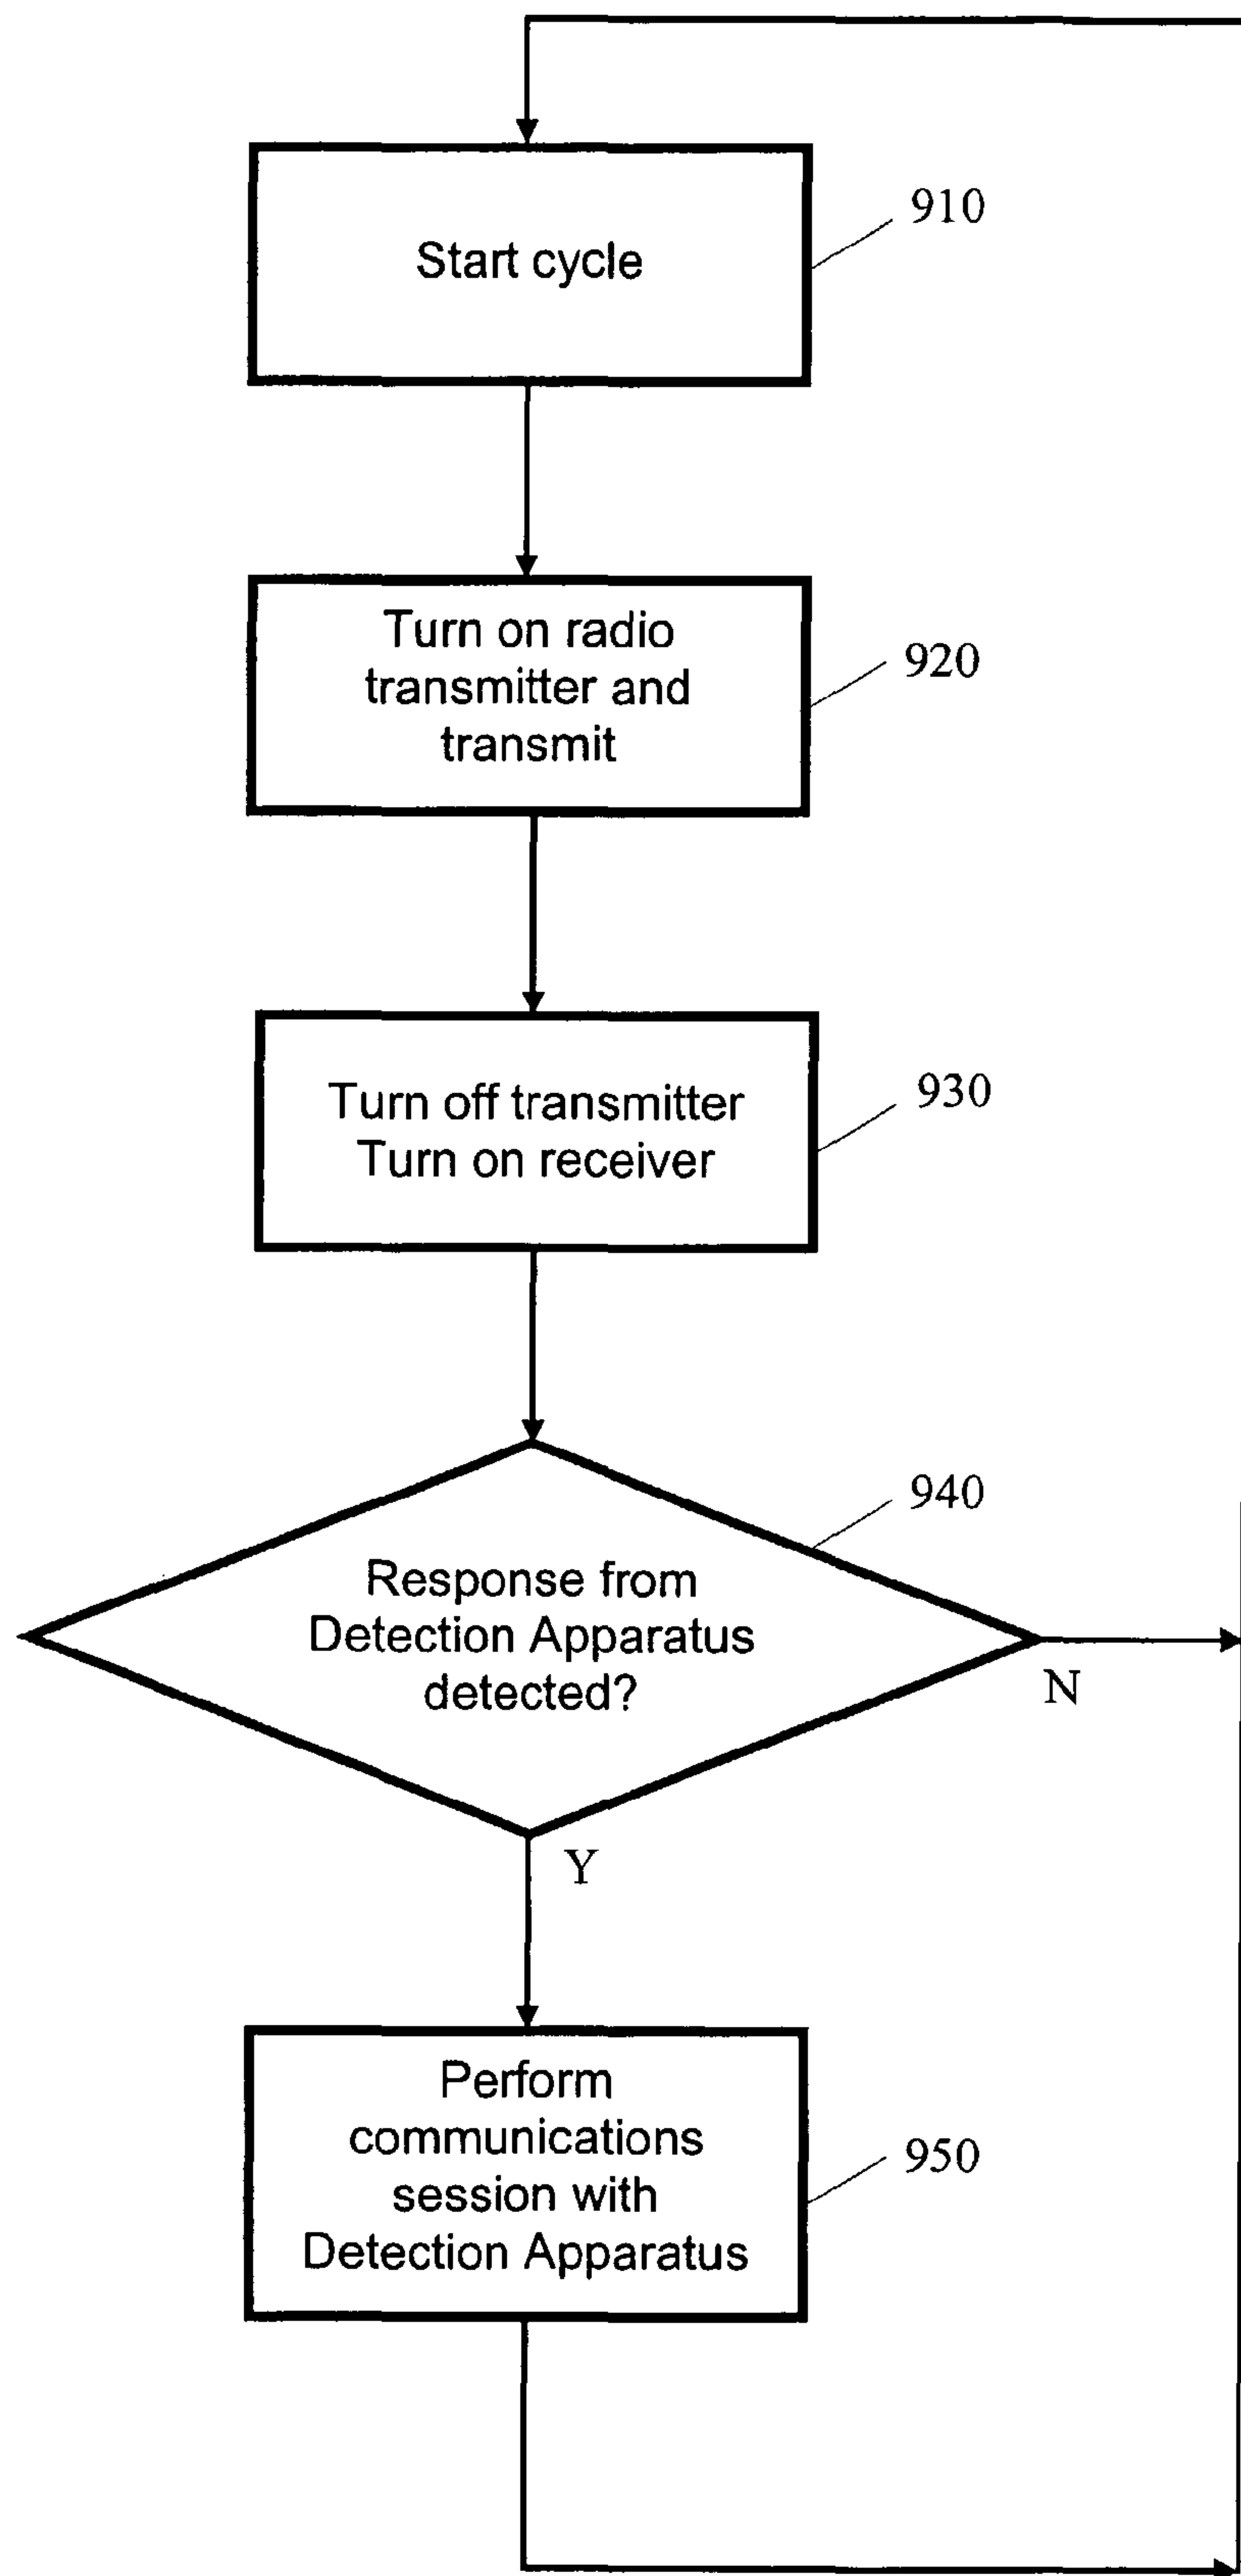 Start cycle
910
Turn on radio
transmitter and
transmit
920
Turn off transmitter
Turn on receiver
930
Response from
Detection Apparatus
detected?
940
N
Y
Perform
communications
session with
Detection Apparatus
950